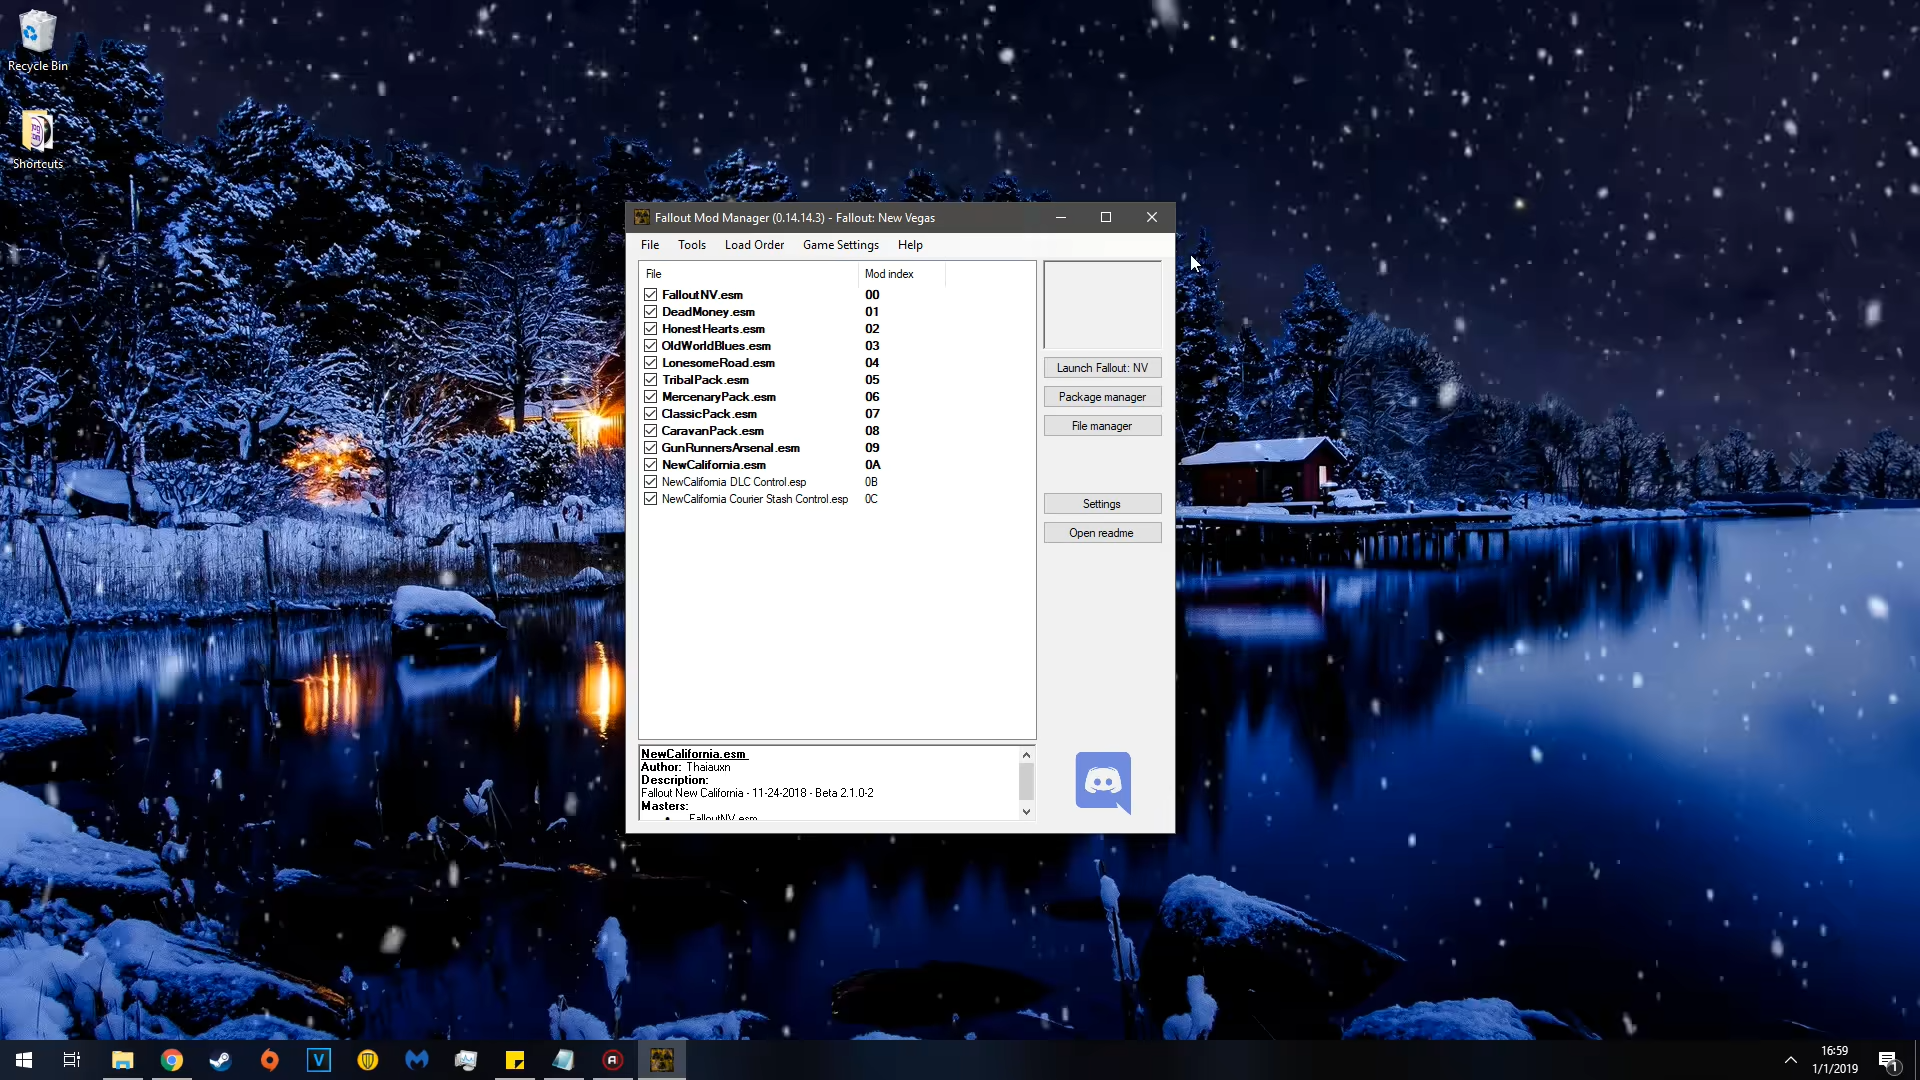 Recycle Bin
Shortcuts
Fallout Mod Manager (0.14.14.3) - Fallout: New Vegas
File Tools Load Order Game Settings Help
File Mod index
FalloutNV.esm 00
DeadMoney.esm 01
HonestHearts.esm 02
OldWorldBlues.esm 03
LonesomeRoad.esm 04
TribalPack.esm 05
MercenaryPack.esm 06
ClassicPack.esm 07
CaravanPack.esm 08
GunRunnersArsenal.esm 09
NewCalifornia.esm 0A
NewCalifornia DLC Control.esp 0B
NewCalifornia Courier Stash Control.esp 0C
Launch Fallout: NV
Package manager
File manager
Settings
Open readme
NewCalifornia.esm
Author: Thaiauxn
Description:
Fallout New California - 11-24-2018 - Beta 2.1.0-2
Masters:
• FalloutNV.esm
V
16:59
1/1/2019
1